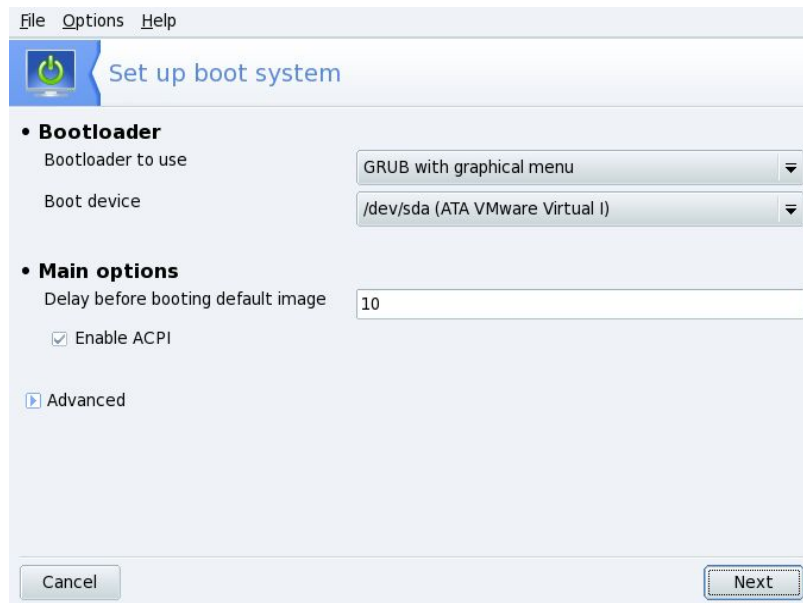 File Options Help
Set up boot system
• Bootloader
Bootloader to use
GRUB with graphical menu
Boot device
/dev/sda (ATA VMware Virtual I)
• Main options
Delay before booting default image
10
Enable ACPI
Advanced
Cancel
Next